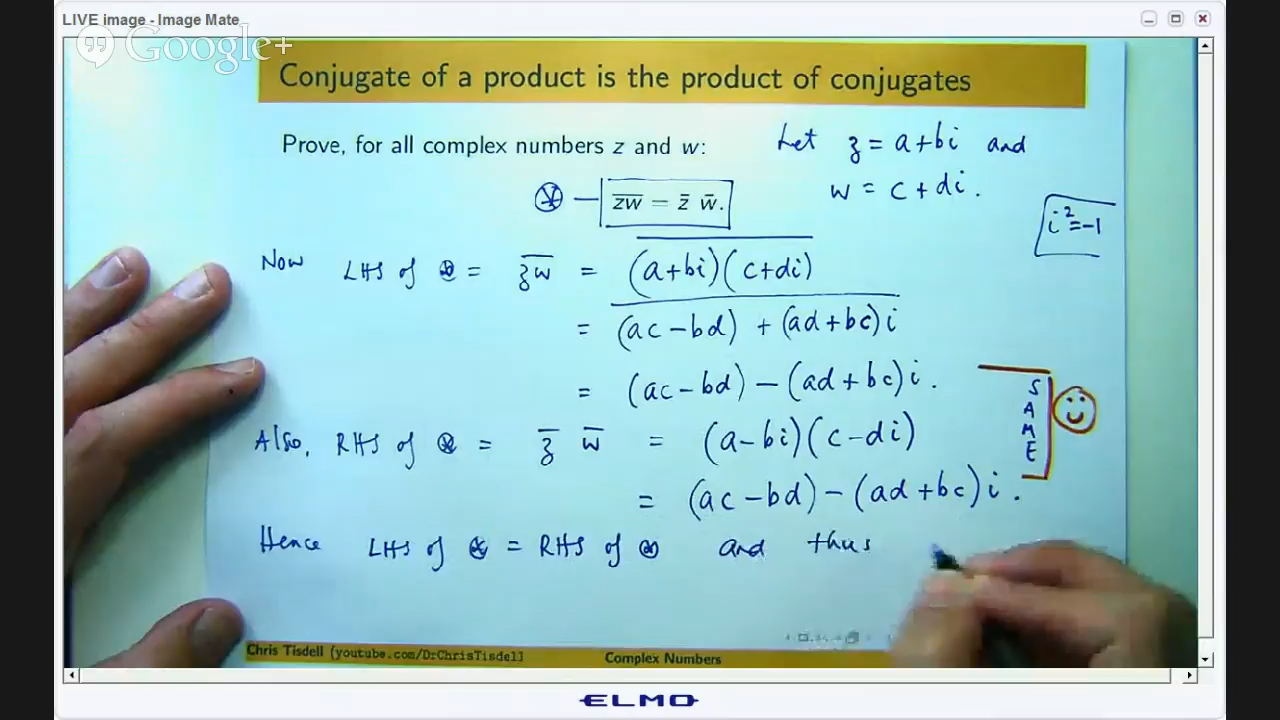 LIVE image - Image Mate
Google+
Conjugate of a product is the product of conjugates
Prove, for all complex numbers z and w:
Let z = a+bi and
w = c+di.
⊛ — z̅w̅ = z̄ w̄.
i²=-1
Now LHS of ⊛ = z̅w̅ = (a+bi)(c+di)
= (ac-bd) + (ad+bc)i
= (ac-bd) - (ad+bc)i.
SAME
Also, RHS of ⊛ = z̄ w̄ = (a-bi)(c-di)
= (ac-bd) - (ad+bc)i.
Hence LHS of ⊛ = RHS of ⊛ and thus
Chris Tisdell (youtube.com/DrChrisTisdell
Complex Numbers
ELMO